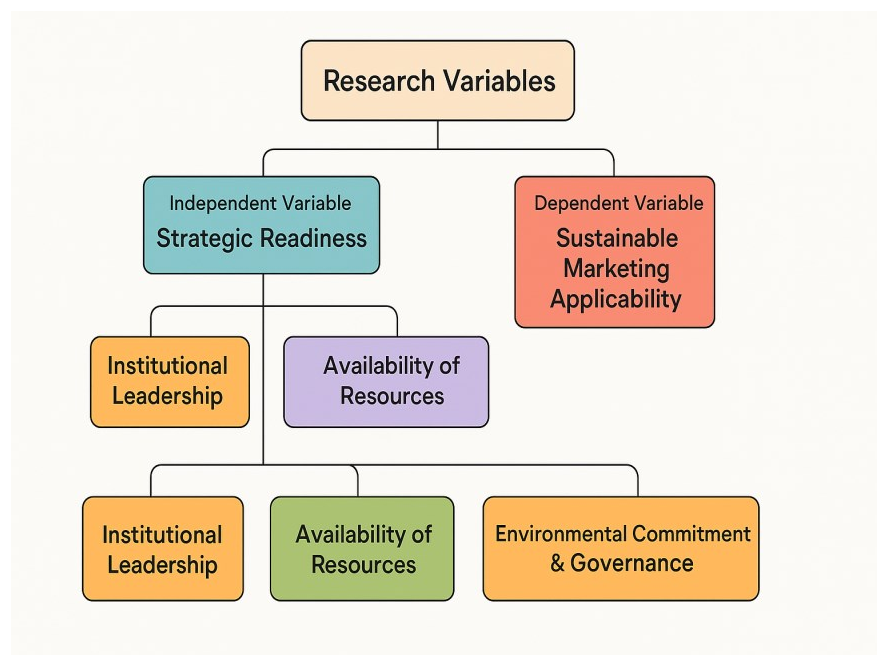 Research Variables
Independent Variable
Strategic Readiness
Dependent Variable
Sustainable
Marketing
Applicability
Institutional
Leadership
Availability of
Resources
Institutional
Leadership
Availability of
Resources
Environmental Commitment
& Governance